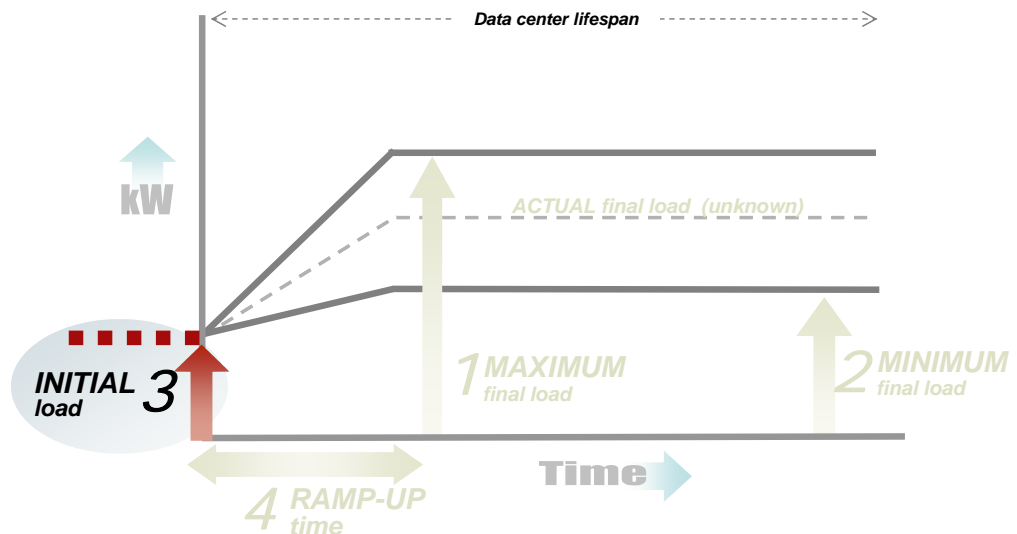 Data center lifespan
kW
ACTUAL final load (unknown)
INITIAL 3
load
1 MAXIMUM
final load
2 MINIMUM
final load
Time
4 RAMP-UP
time